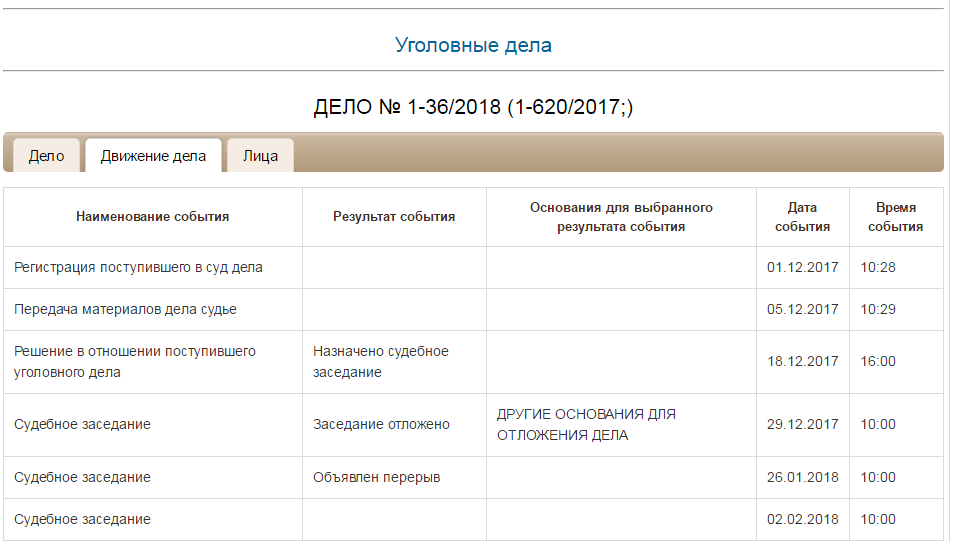 Уголовные дела
ДЕЛО № 1-36/2018 (1-620/2017;)
Дело Движение дела Лица
Наименование события Результат события Основания для выбранного результата события Дата события Время события
Регистрация поступившего в суд дела 01.12.2017 10:28
Передача материалов дела судье 05.12.2017 10:29
Решение в отношении поступившего уголовного дела Назначено судебное заседание 18.12.2017 16:00
Судебное заседание Заседание отложено ДРУГИЕ ОСНОВАНИЯ ДЛЯ ОТЛОЖЕНИЯ ДЕЛА 29.12.2017 10:00
Судебное заседание Объявлен перерыв 26.01.2018 10:00
Судебное заседание 02.02.2018 10:00